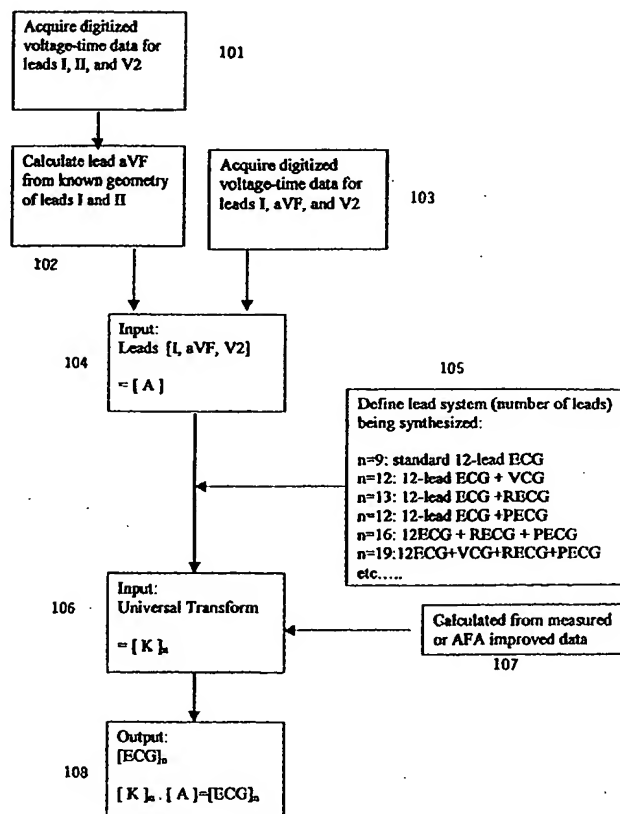 Acquire digitized
voltage-time data for
leads I, II, and V2
101
Calculate lead aVF
from known geometry
of leads I and II
102
Acquire digitized
voltage-time data for
leads I, aVF, and V2
103
Input:
Leads [I, aVF, V2]
= [ A ]
104
105
Define lead system (number of leads)
being synthesized:
n=9: standard 12-lead ECG
n=12: 12-lead ECG + VCG
n=13: 12-lead ECG +RECG
n=12: 12-lead ECG +PECG
n=16: 12ECG + RECG + PECG
n=19:12ECG+VCG+RECG+PECG
etc.....
106
Input:
Universal Transform
= [ K ]n
Calculated from measured
or AFA improved data
107
108
Output:
[ECG]n
[ K ]n . [ A ]=[ECG]n